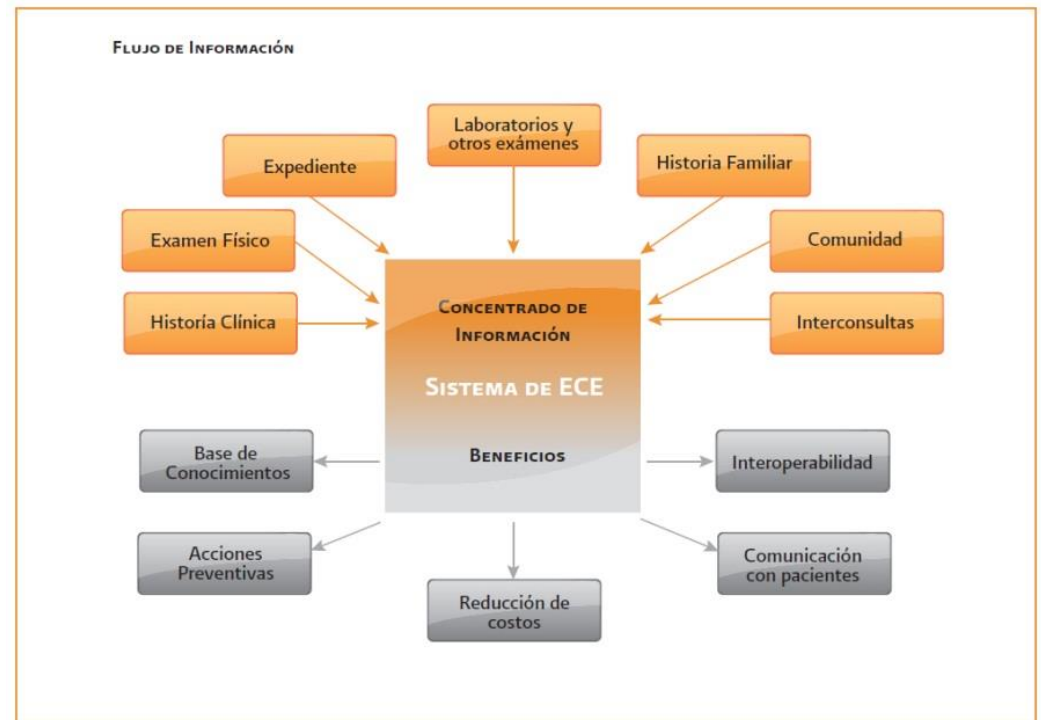 FLUJO DE INFORMACIÓN
Laboratorios y
otros exámenes
Expediente
Historia Familiar
Examen Físico
Comunidad
Historía Clínica
Interconsultas
CONCENTRADO DE
INFORMACIÓN
SISTEMA DE ECE
BENEFICIOS
Base de
Conocimientos
Interoperabilidad
Acciones
Preventivas
Comunicación
con pacientes
Reducción de
costos